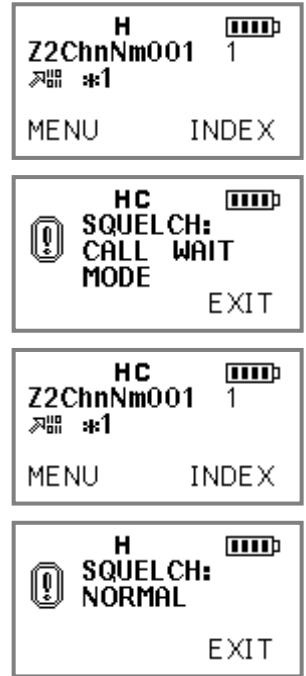 H
Z2ChnNm001 1
*1
MENU INDEX
HC
SQUELCH:
CALL WAIT
MODE
EXIT
HC
Z2ChnNm001 1
*1
MENU INDEX
H
SQUELCH:
NORMAL
EXIT